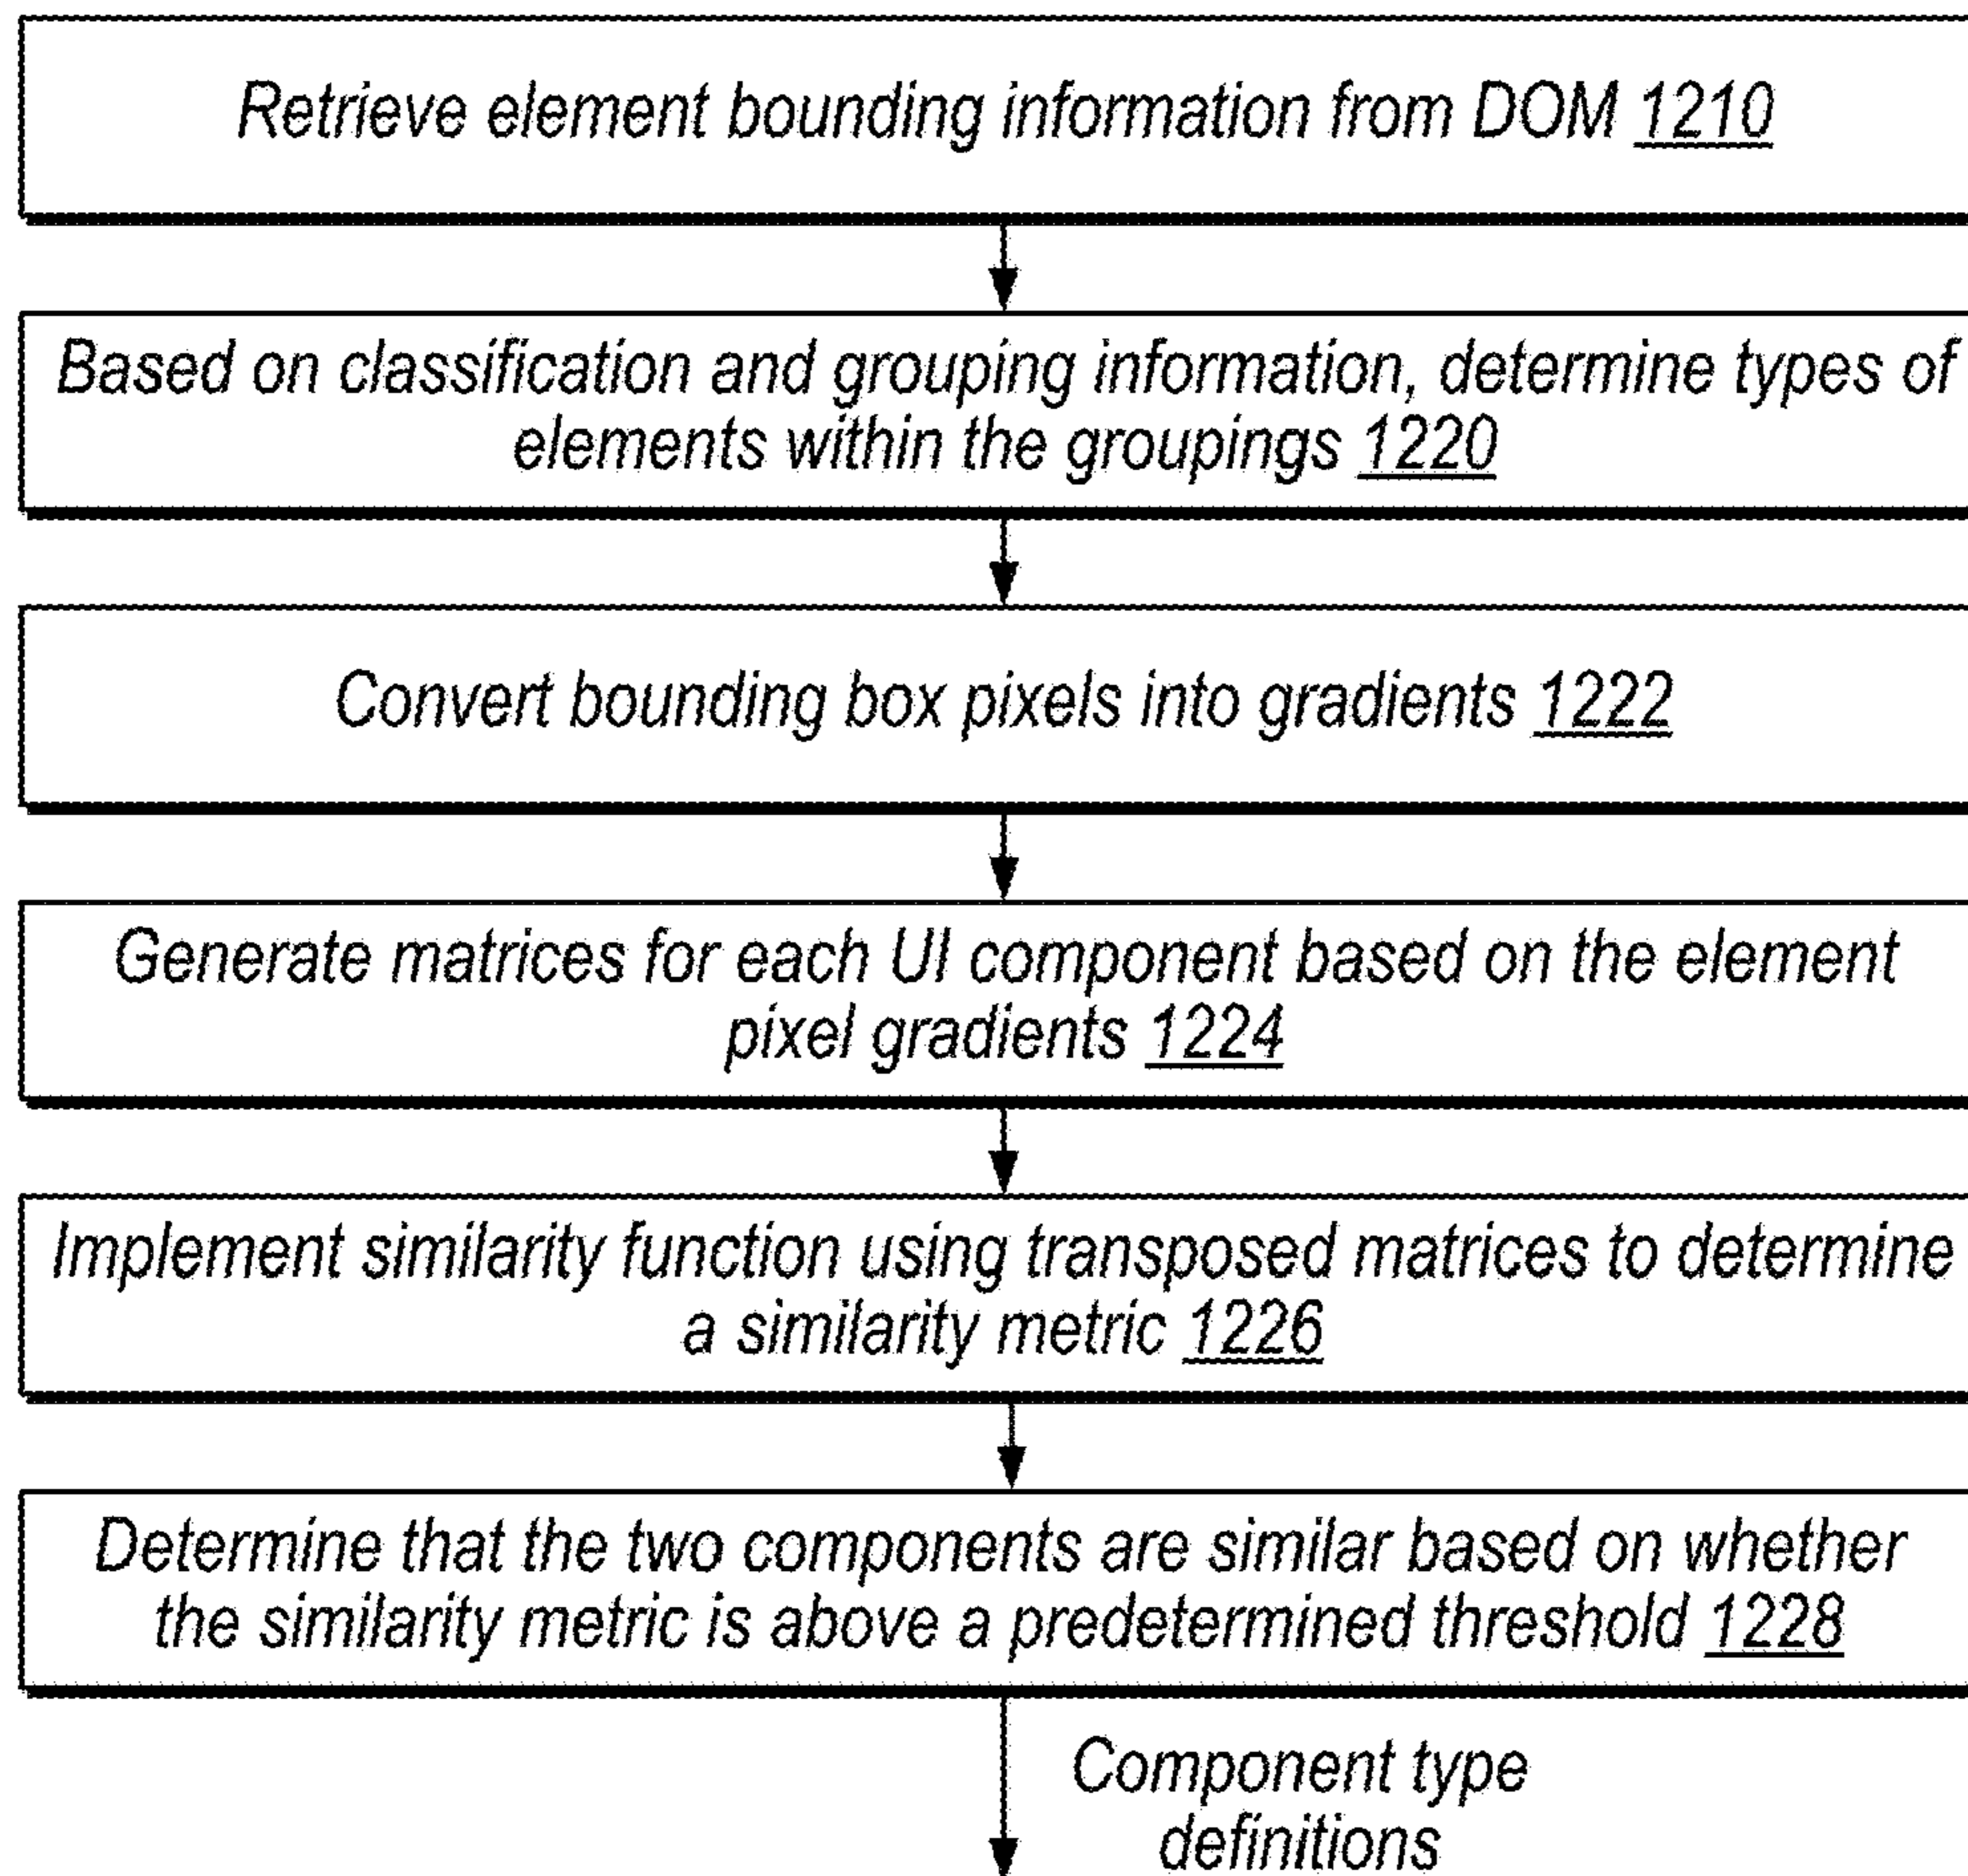 Retrieve element bounding information from DOM 1210
Based on classification and grouping information, determine types of
elements within the groupings 1220
Convert bounding box pixels into gradients 1222
Generate matrices for each UI component based on the element
pixel gradients 1224
Implement similarity function using transposed matrices to determine
a similarity metric 1226
Determine that the two components are similar based on whether
the similarity metric is above a predetermined threshold 1228
Component type
definitions